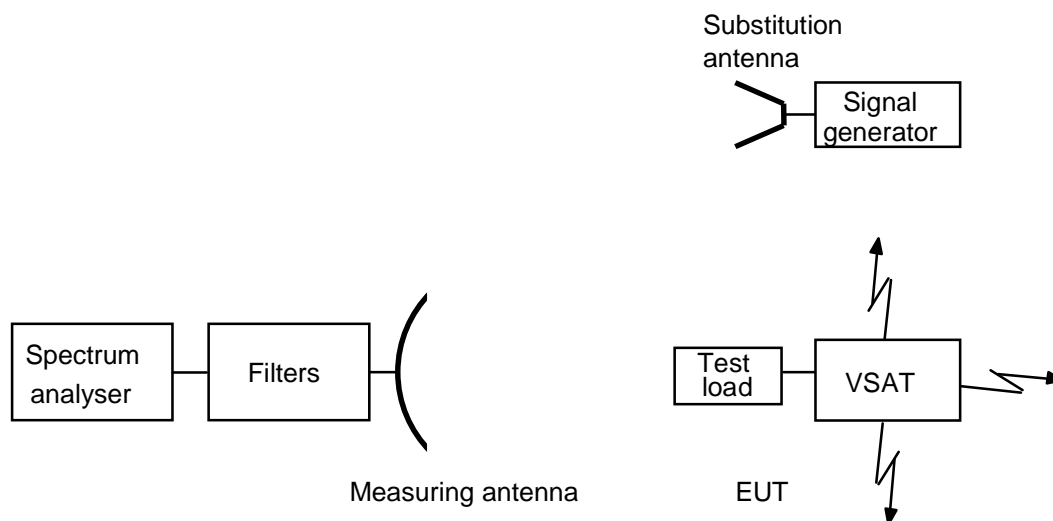 Substitution
antenna
Signal
generator
Spectrum
analyser
Filters
Test
load
VSAT
Measuring antenna
EUT